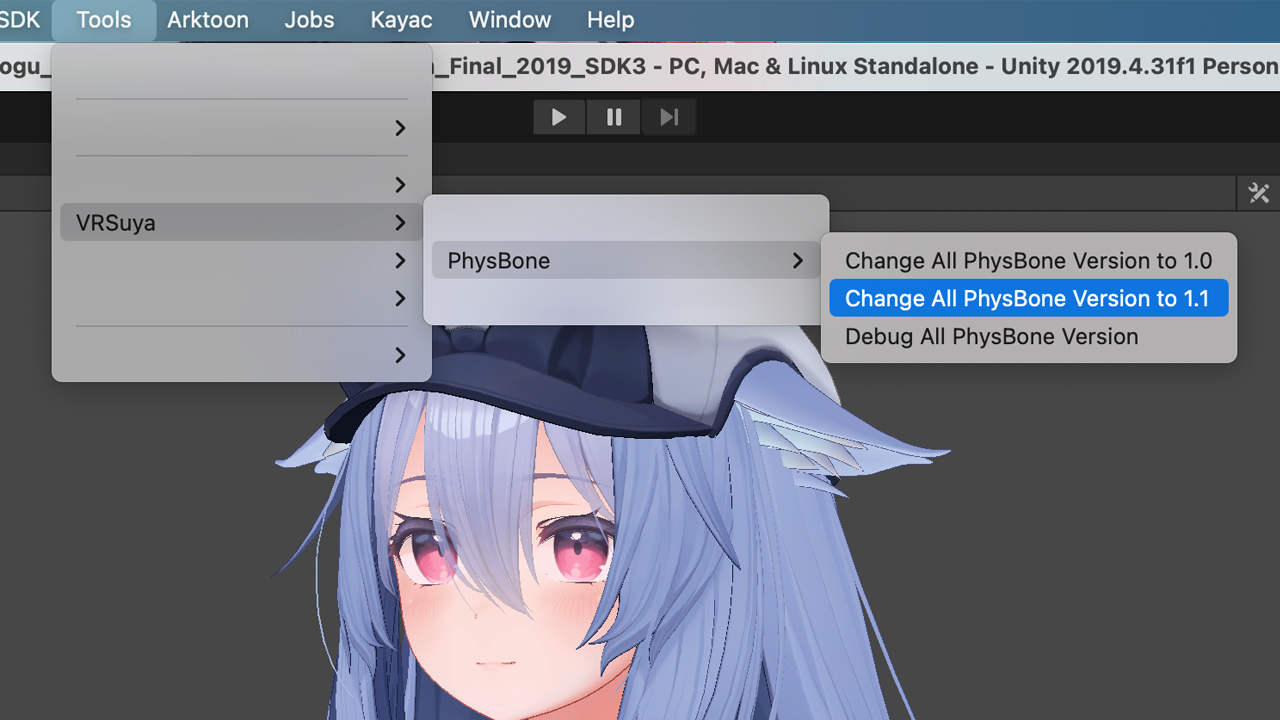 SDK Tools Arktoon Jobs Kayac Window Help
ogu_ _Final_2019_SDK3 - PC, Mac & Linux Standalone - Unity 2019.4.31f1 Person
VRSuya
PhysBone
Change All PhysBone Version to 1.0
Change All PhysBone Version to 1.1
Debug All PhysBone Version